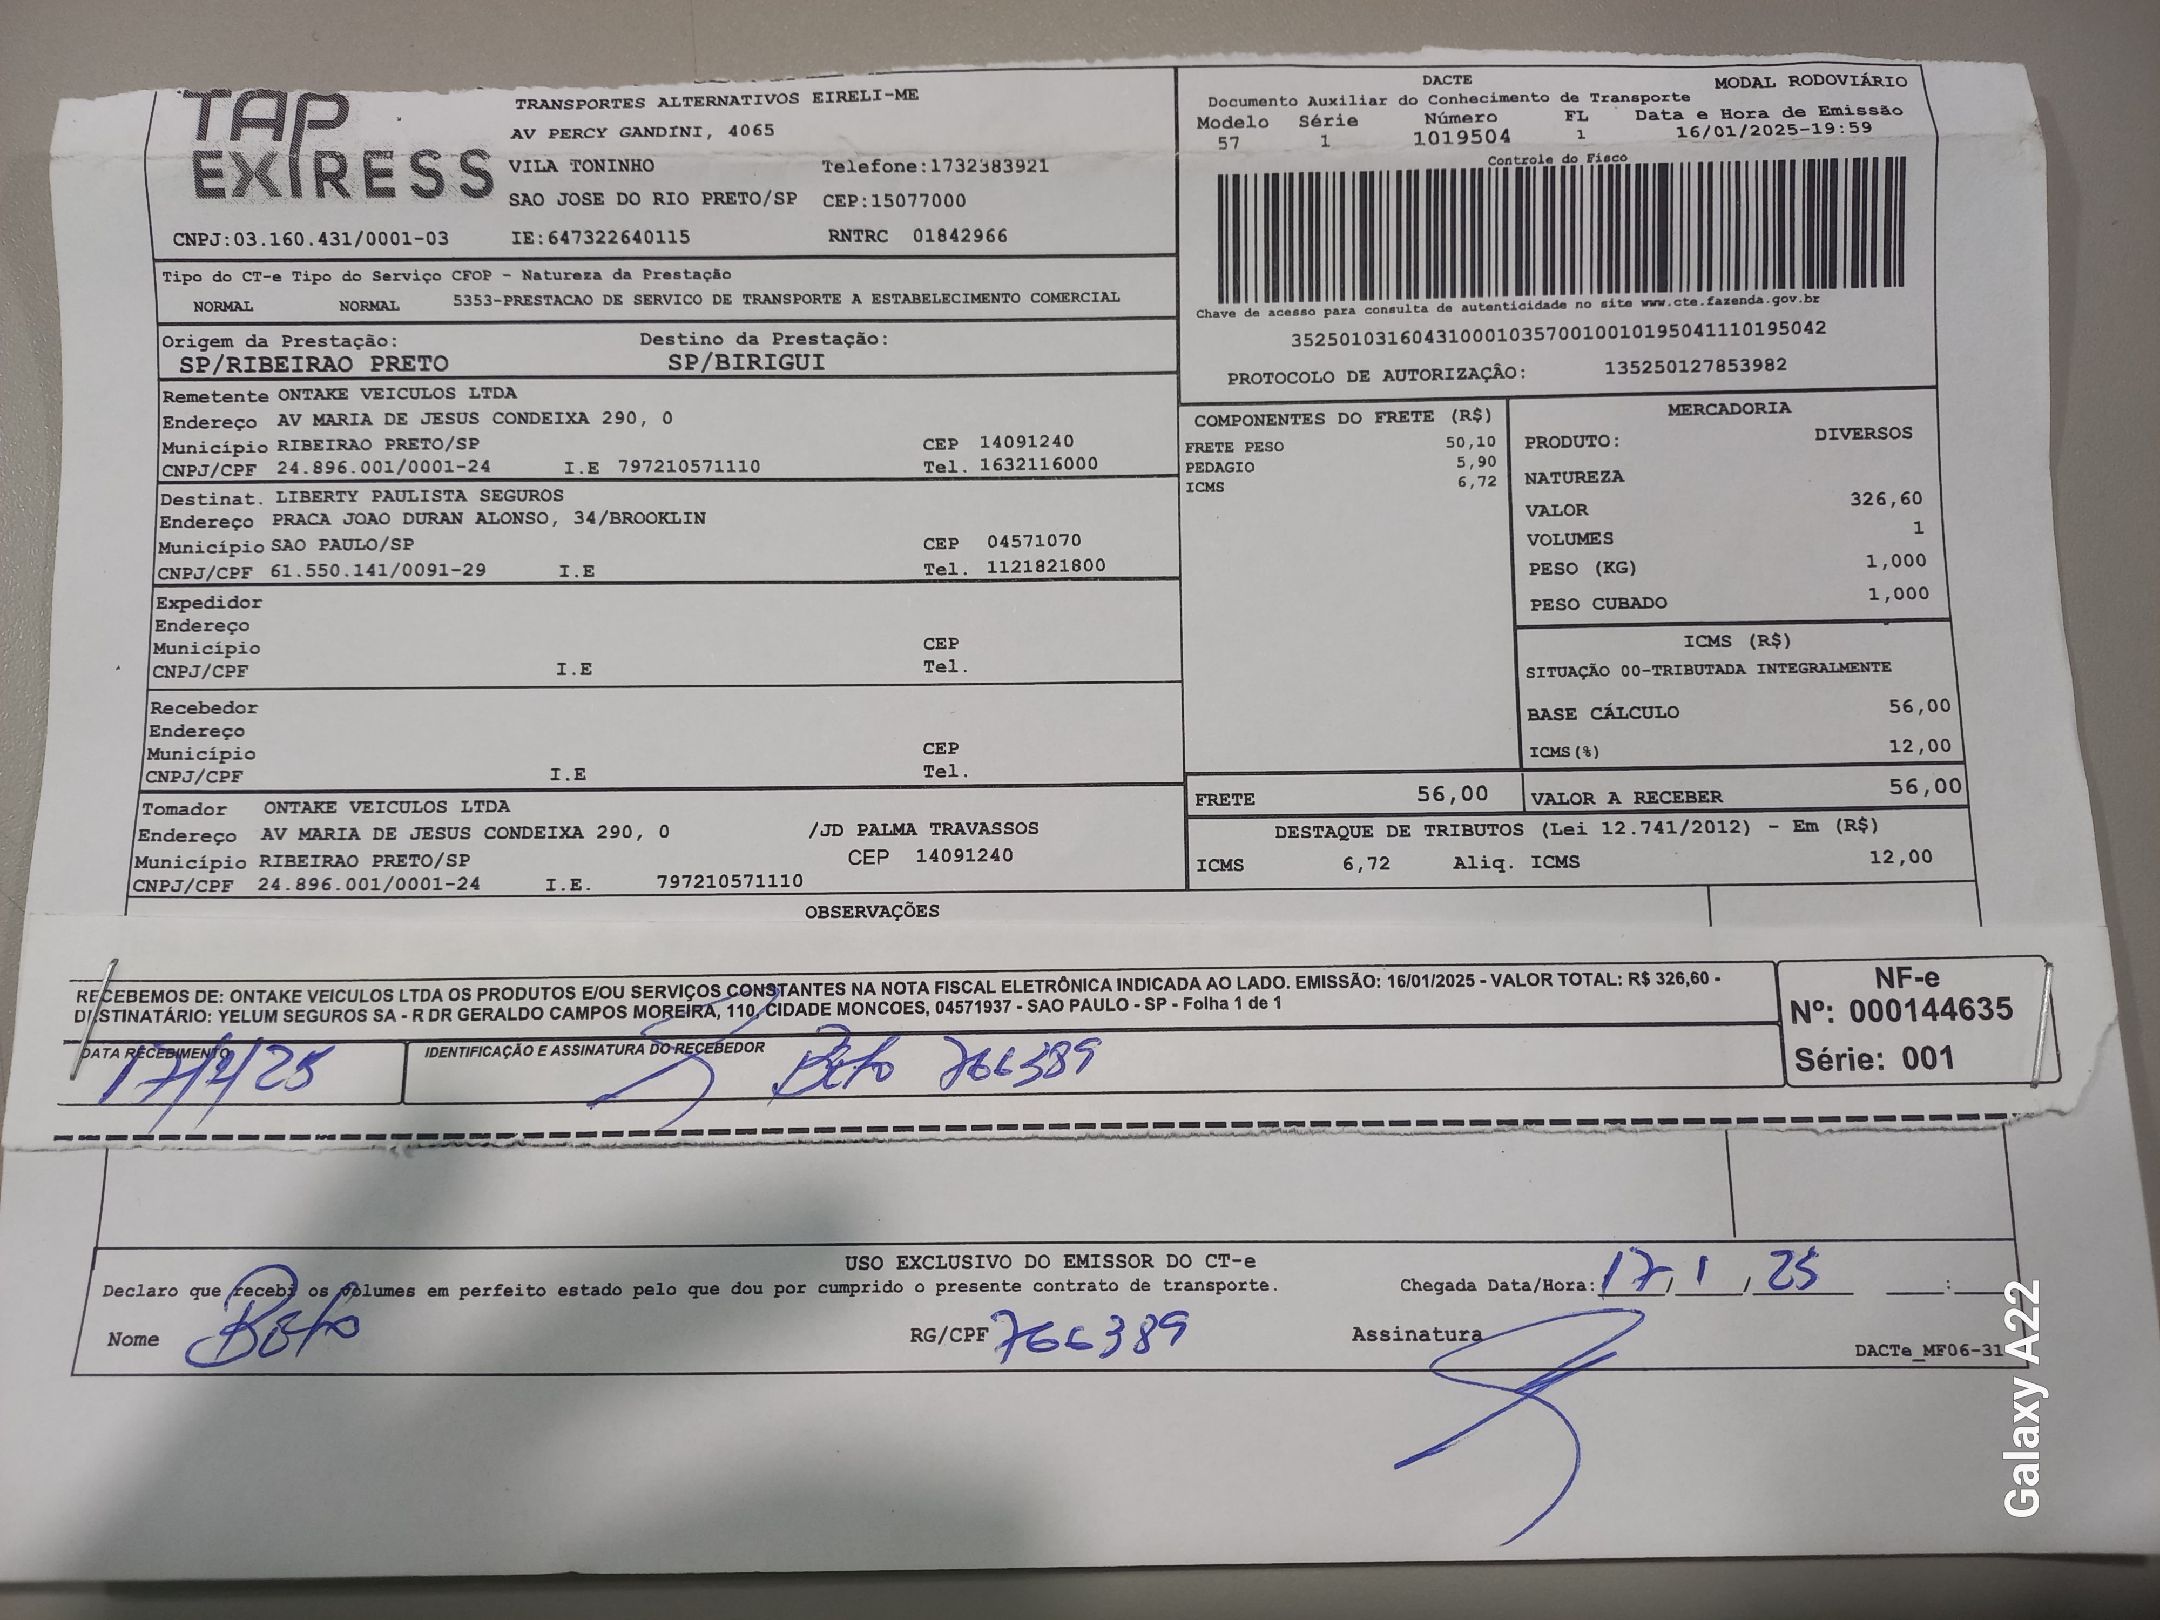 TAP EXPRESS
TRANSPORTES ALTERNATIVOS EIRELI-ME
AV PERCY GANDINI, 4065
VILA TONINHO Telefone:1732383921
SAO JOSE DO RIO PRETO/SP CEP:15077000
CNPJ:03.160.431/0001-03 IE:647322640115 RNTRC 01842966
DACTE MODAL RODOVIÁRIO
Documento Auxiliar do Conhecimento de Transporte
Modelo Série Número FL Data e Hora de Emissão
57 1 1019504 1 16/01/2025-19:59
Controle do Fisco
Chave de acesso para consulta de autenticidade no site www.cte.fazenda.gov.br
35250103160431000103570010010195041110195042
PROTOCOLO DE AUTORIZAÇÃO: 135250127853982
Tipo do CT-e Tipo do Serviço CFOP - Natureza da Prestação
NORMAL NORMAL 5353-PRESTACAO DE SERVICO DE TRANSPORTE A ESTABELECIMENTO COMERCIAL
Origem da Prestação: Destino da Prestação:
SP/RIBEIRAO PRETO SP/BIRIGUI
Remetente ONTAKE VEICULOS LTDA
Endereço AV MARIA DE JESUS CONDEIXA 290, 0
Município RIBEIRAO PRETO/SP CEP 14091240
CNPJ/CPF 24.896.001/0001-24 I.E 797210571110 Tel. 1632116000
Destinat. LIBERTY PAULISTA SEGUROS
Endereço PRACA JOAO DURAN ALONSO, 34/BROOKLIN
Município SAO PAULO/SP CEP 04571070
CNPJ/CPF 61.550.141/0091-29 I.E Tel. 1121821800
Expedidor
Endereço
Município CEP
CNPJ/CPF I.E Tel.
Recebedor
Endereço
Município CEP
CNPJ/CPF I.E Tel.
Tomador ONTAKE VEICULOS LTDA
Endereço AV MARIA DE JESUS CONDEIXA 290, 0 /JD PALMA TRAVASSOS
Município RIBEIRAO PRETO/SP CEP 14091240
CNPJ/CPF 24.896.001/0001-24 I.E. 797210571110
COMPONENTES DO FRETE (R$)
FRETE PESO 50,10
PEDAGIO 5,90
ICMS 6,72
MERCADORIA
PRODUTO: DIVERSOS
NATUREZA
VALOR 326,60
VOLUMES 1
PESO (KG) 1,000
PESO CUBADO 1,000
ICMS (R$)
SITUAÇÃO 00-TRIBUTADA INTEGRALMENTE
BASE CÁLCULO 56,00
ICMS(%) 12,00
FRETE 56,00 VALOR A RECEBER 56,00
DESTAQUE DE TRIBUTOS (Lei 12.741/2012) - Em (R$)
ICMS 6,72 Aliq. ICMS 12,00
OBSERVAÇÕES
RECEBEMOS DE: ONTAKE VEICULOS LTDA OS PRODUTOS E/OU SERVIÇOS CONSTANTES NA NOTA FISCAL ELETRÔNICA INDICADA AO LADO. EMISSÃO: 16/01/2025 - VALOR TOTAL: R$ 326,60 -
DESTINATÁRIO: YELUM SEGUROS SA - R DR GERALDO CAMPOS MOREIRA, 110, CIDADE MONCOES, 04571937 - SAO PAULO - SP - Folha 1 de 1
NF-e
Nº: 000144635
Série: 001
DATA RECEBIMENTO IDENTIFICAÇÃO E ASSINATURA DO RECEBEDOR
17/1/25 Beto 766389
USO EXCLUSIVO DO EMISSOR DO CT-e
Declaro que recebi os volumes em perfeito estado pelo que dou por cumprido o presente contrato de transporte. Chegada Data/Hora: 17/1/25 :
Nome Beto RG/CPF 766389 Assinatura
DACTe_MF06-31
Galaxy A22